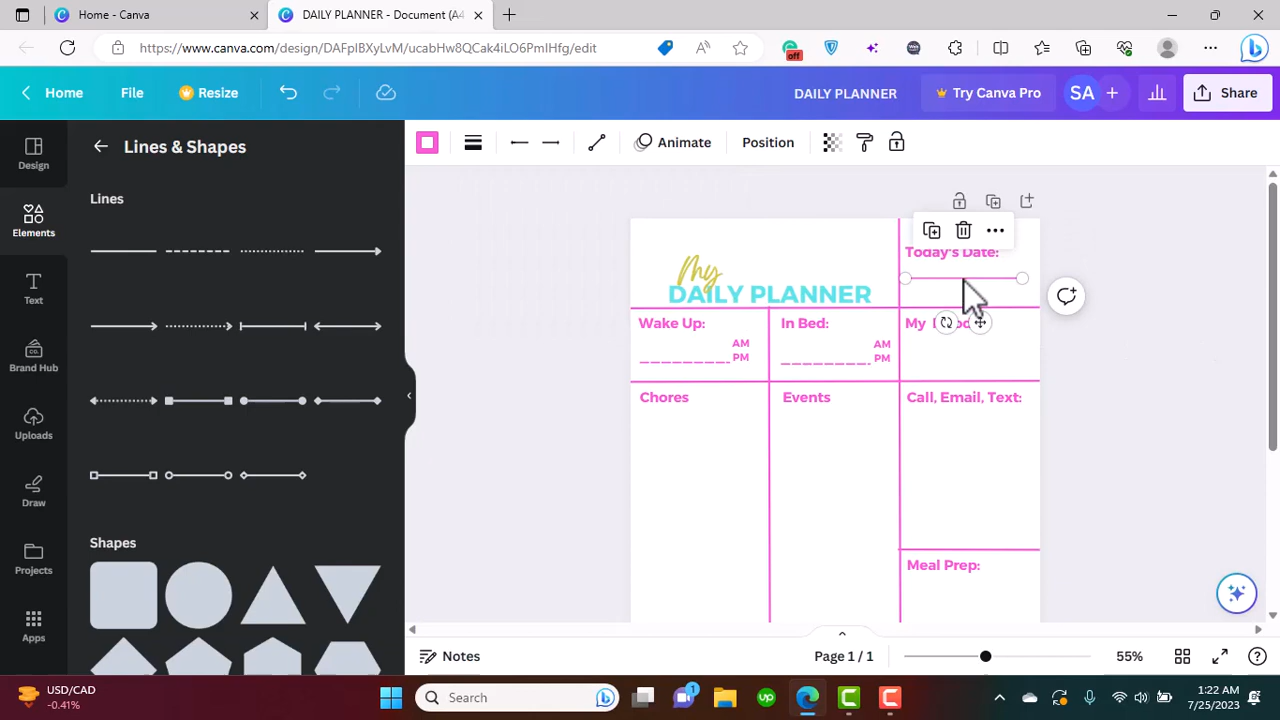 Home - Canva
DAILY PLANNER - Document (A4
https://www.canva.com/design/DAFpIBXyLvM/ucabHw8QCak4iLO6PmIHfg/edit
off
Home
File
Resize
DAILY PLANNER
Try Canva Pro
SA
Share
Design
Elements
Text
Brand Hub
Uploads
Draw
Projects
Apps
Lines & Shapes
Lines
Shapes
Animate
Position
My
DAILY PLANNER
Today's Date:
Wake Up:
AM
PM
In Bed:
AM
PM
My
Chores
Events
Call, Email, Text:
Meal Prep:
Notes
Page 1 / 1
55%
USD/CAD
-0.41%
Search
1
1:22 AM
7/25/2023